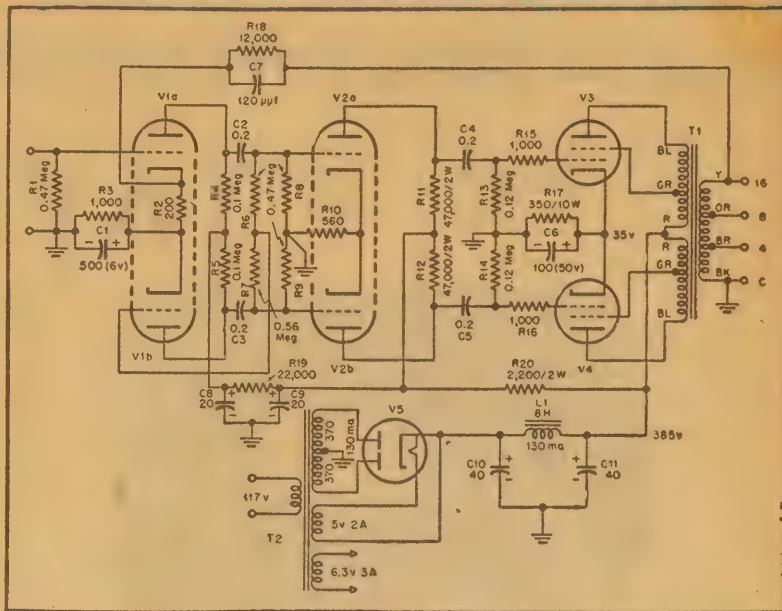 R18
12,000
C7
120 µµf
V1a
V2a
V3
T1
C2
0.2
C4
0.2
R15
1,000
BL
Y
16
GR
OR
8
R1
0.47 Meg
R3
1,000
C1
500 (6v)
R2
200
0.1 Meg
R6
0.47 Meg
R8
R10
560
R11
47,000/2W
R13
0.12 Meg
R17
350/10W
C6
100 (50v)
35v
R
R
BR
4
R5
0.1 Meg
R7
R9
R12
47,000/2W
R14
0.12 Meg
GR
BK
C
0.2
C3
0.56
Meg
0.2
C5
1,000
R16
BL
V1b
V2b
V4
R19
22,000
R20
2,200/2W
C8
20
C9
20
L1
8H
130 ma
385v
370
370
130 ma
V5
C10
40
C11
40
117 v
T2
5v 2A
6.3v 3A